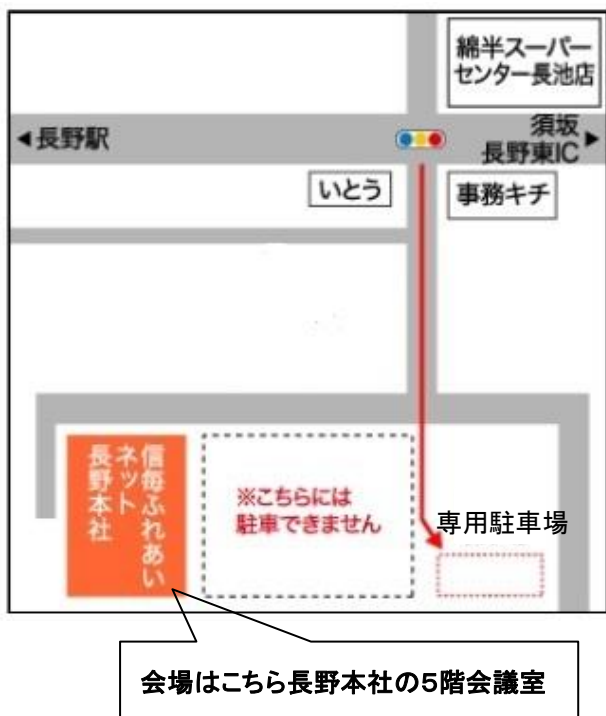 綿半スーパー
センター長池店
◀長野駅
須坂
長野東IC▶
いとう
事務キチ
信毎ふれあい
ネット
長野本社
※こちらには
駐車できません
専用駐車場
会場はこちら長野本社の5階会議室